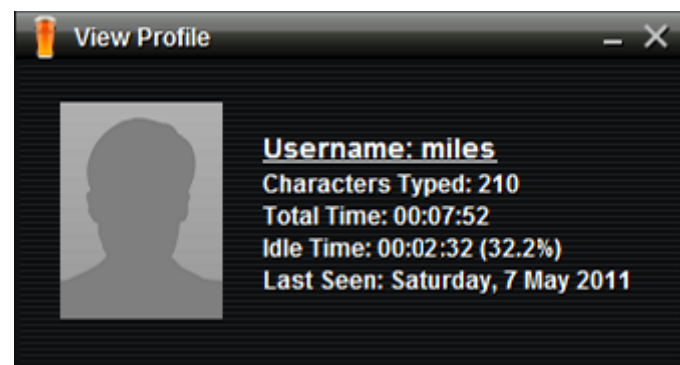 View Profile
Username: miles
Characters Typed: 210
Total Time: 00:07:52
Idle Time: 00:02:32 (32.2%)
Last Seen: Saturday, 7 May 2011